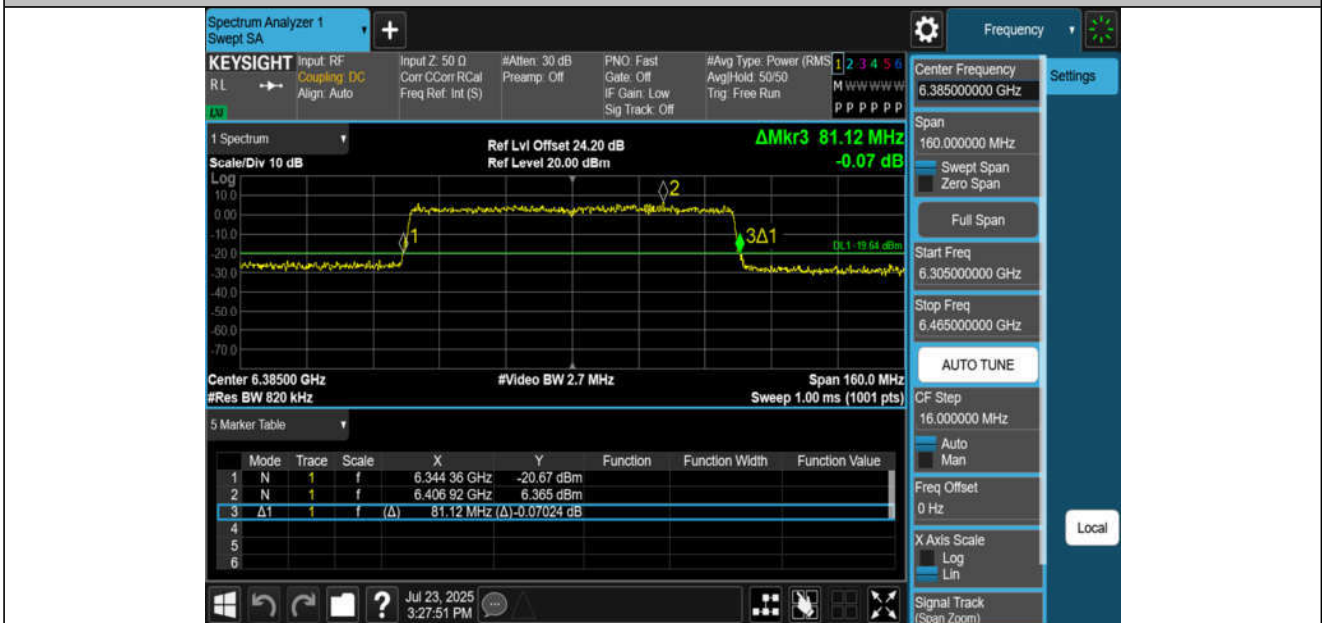 Spectrum Analyzer 1
Swept SA
+
Frequency
KEYSIGHT
RL
LXI
Input: RF
Coupling: DC
Align: Auto
Input Z: 50 Ω
Corr CCorr RCal
Freq Ref: Int (S)
#Atten: 30 dB
Preamp: Off
PNO: Fast
Gate: Off
IF Gain: Low
Sig Track: Off
#Avg Type: Power (RMS
Avg|Hold: 50/50
Trig: Free Run
1 2 3 4 5 6
M W W W W W
P P P P P P
1 Spectrum
Scale/Div 10 dB
Ref Lvl Offset 24.20 dB
Ref Level 20.00 dBm
ΔMkr3 81.12 MHz
-0.07 dB
Log
10.0
0.00
-10.0
-20.0
-30.0
-40.0
-50.0
-60.0
-70.0
1
2
3Δ1
DL1 -19.64 dBm
Center 6.38500 GHz
#Video BW 2.7 MHz
Span 160.0 MHz
#Res BW 820 kHz
Sweep 1.00 ms (1001 pts)
5 Marker Table
Mode Trace Scale X Y Function Function Width Function Value
1 N 1 f 6.344 36 GHz -20.67 dBm
2 N 1 f 6.406 92 GHz 6.365 dBm
3 Δ1 1 f (Δ) 81.12 MHz (Δ) -0.07024 dB
4
5
6
?
Jul 23, 2025
3:27:51 PM
Center Frequency
6.385000000 GHz
Settings
Span
160.000000 MHz
Swept Span
Zero Span
Full Span
Start Freq
6.305000000 GHz
Stop Freq
6.465000000 GHz
AUTO TUNE
CF Step
16.000000 MHz
Auto
Man
Freq Offset
0 Hz
X Axis Scale
Log
Lin
Local
Signal Track
(Span Zoom)